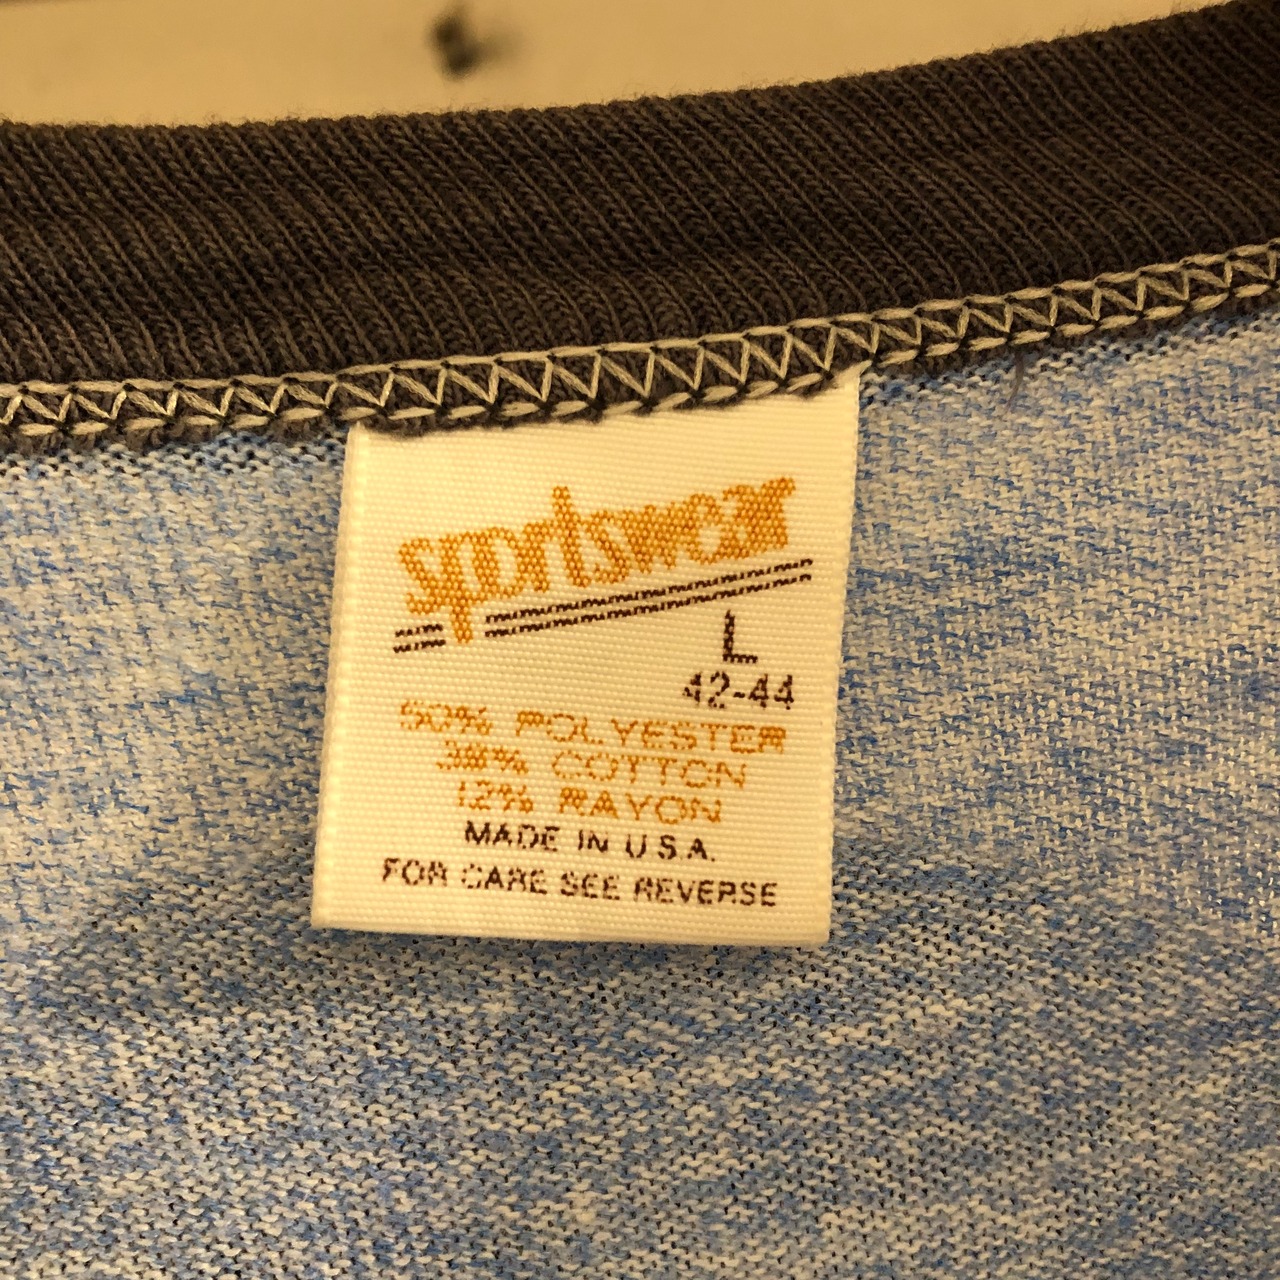 sportswear
L
42-44
50% POLYESTER
38% COTTON
12% RAYON
MADE IN U.S.A.
FOR CARE SEE REVERSE